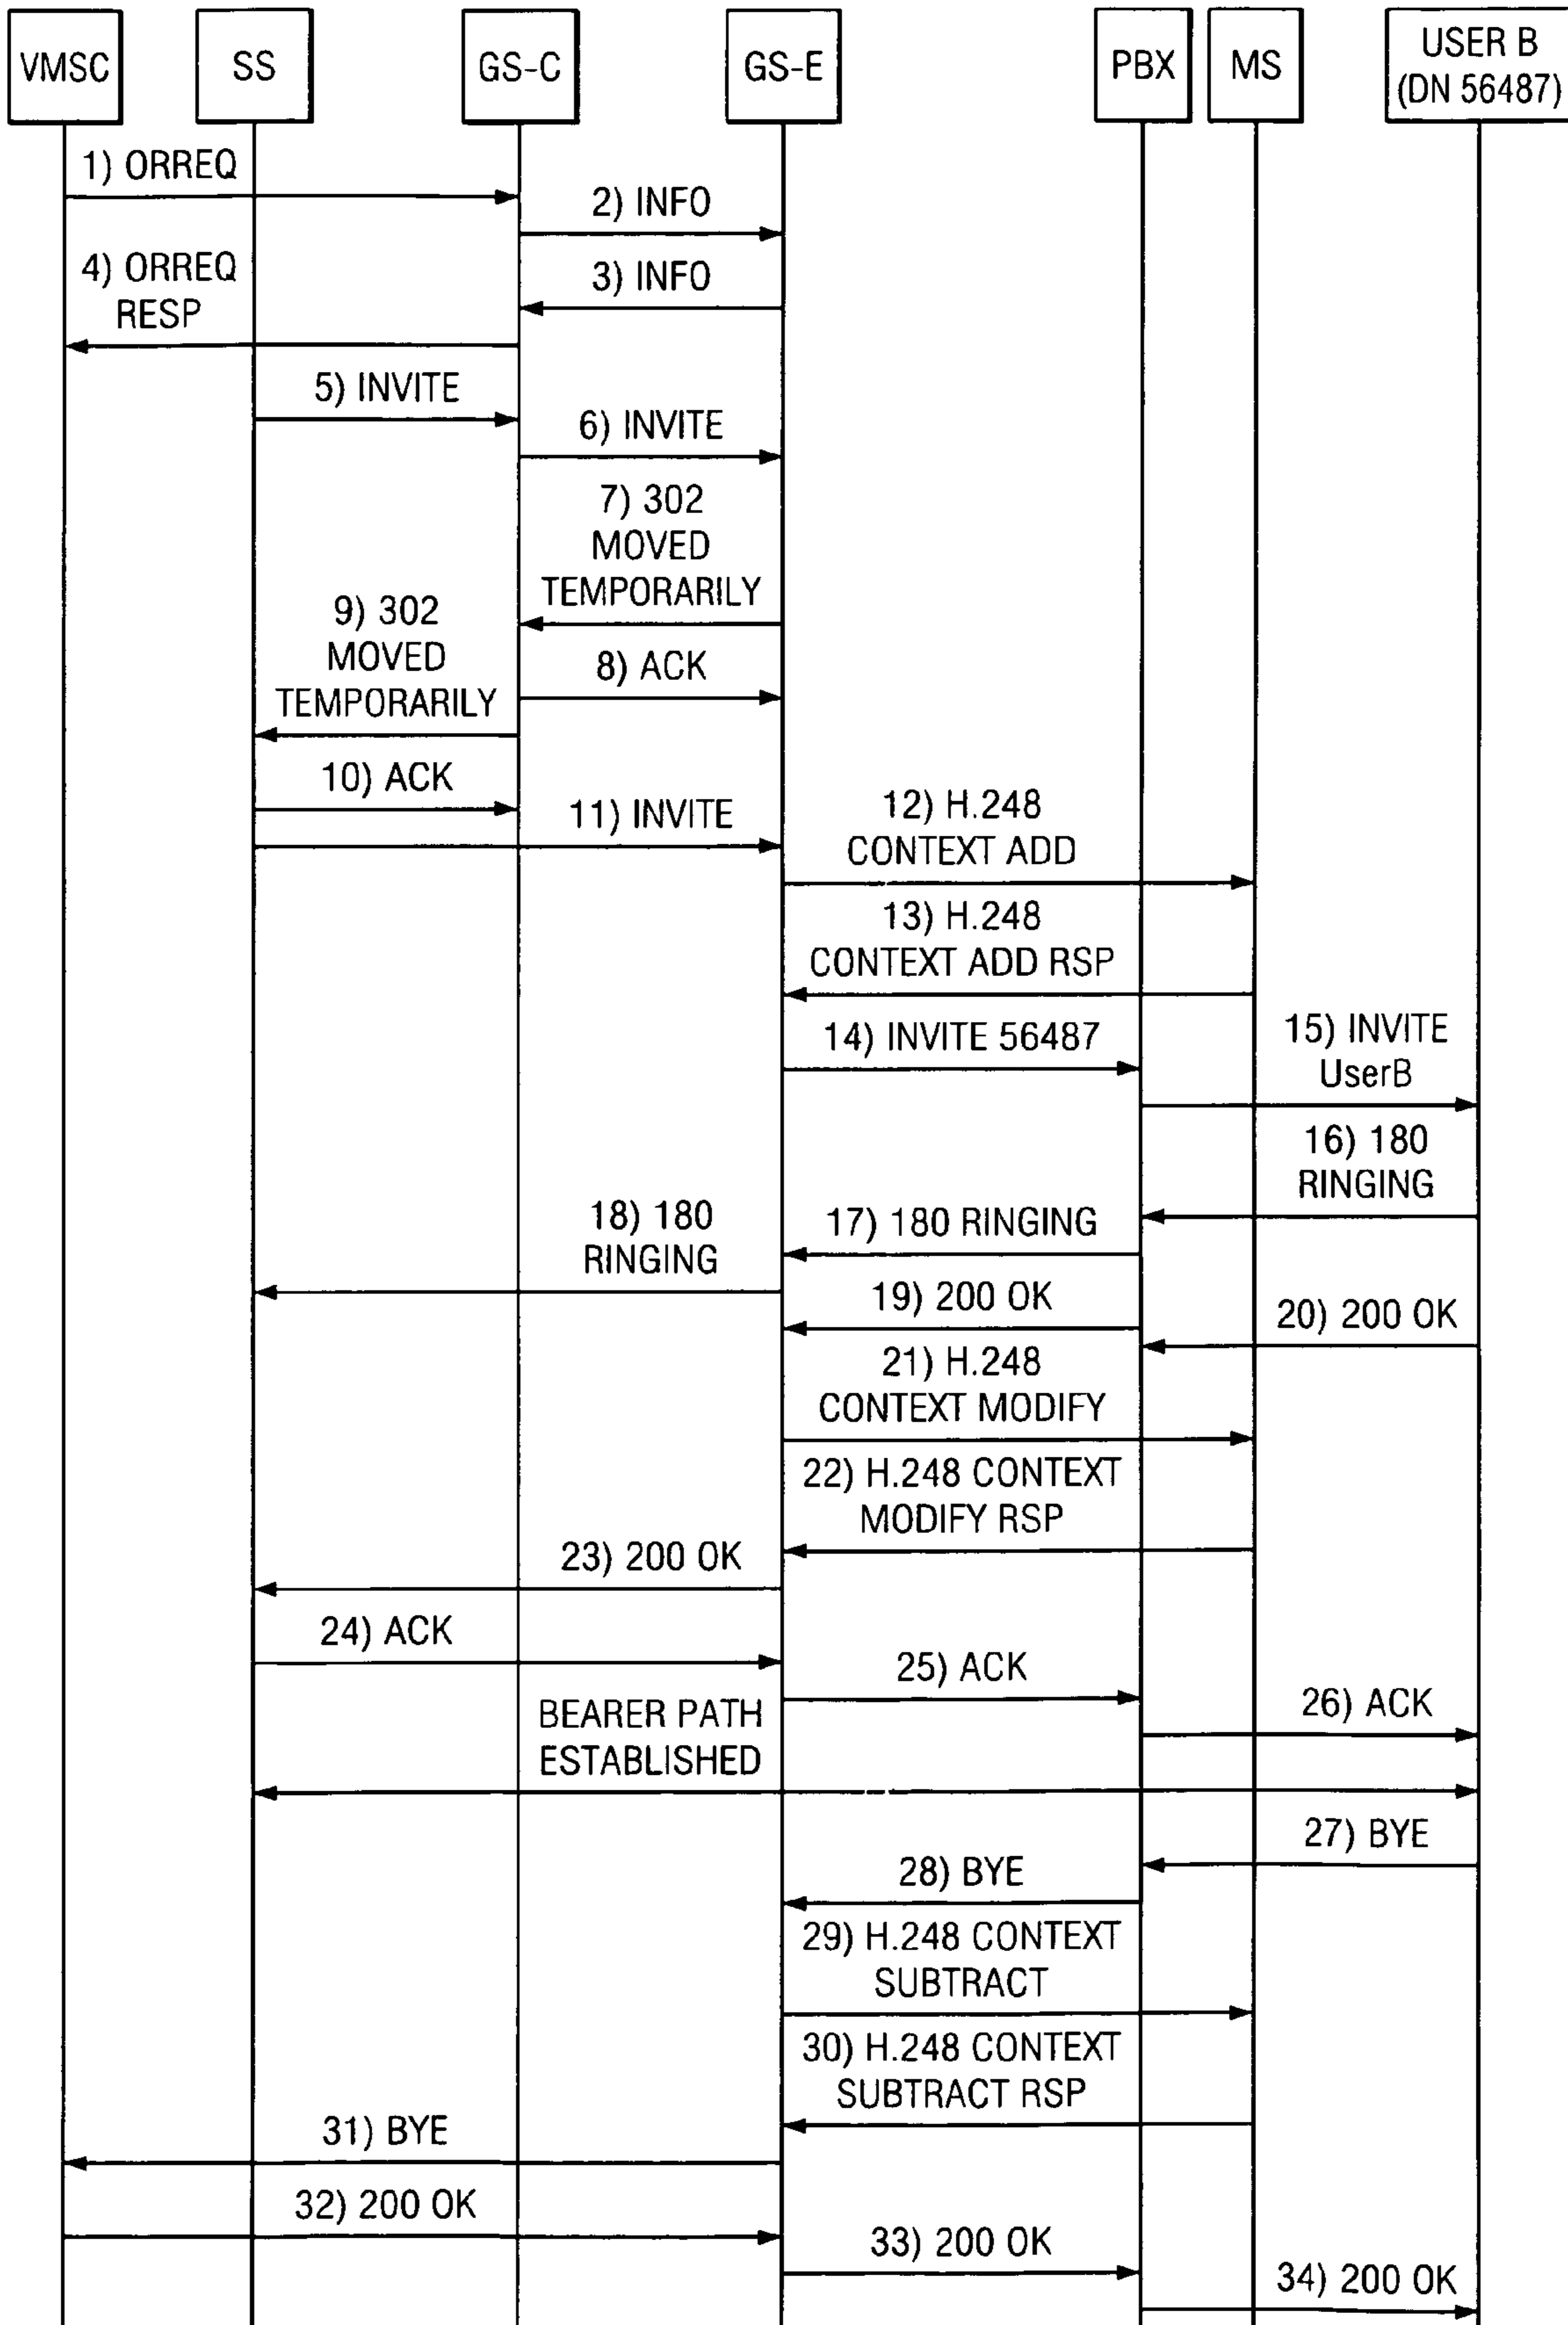 VMSC
SS
GS-C
GS-E
PBX
MS
USER B
(DN 56487)
1) ORREQ
2) INFO
4) ORREQ
RESP
3) INFO
5) INVITE
6) INVITE
7) 302
MOVED
TEMPORARILY
9) 302
MOVED
TEMPORARILY
8) ACK
10) ACK
11) INVITE
12) H.248
CONTEXT ADD
13) H.248
CONTEXT ADD RSP
14) INVITE 56487
15) INVITE
UserB
16) 180
RINGING
18) 180
RINGING
17) 180 RINGING
19) 200 OK
20) 200 OK
21) H.248
CONTEXT MODIFY
22) H.248 CONTEXT
MODIFY RSP
23) 200 OK
24) ACK
25) ACK
BEARER PATH
ESTABLISHED
26) ACK
27) BYE
28) BYE
29) H.248 CONTEXT
SUBTRACT
30) H.248 CONTEXT
SUBTRACT RSP
31) BYE
32) 200 OK
33) 200 OK
34) 200 OK